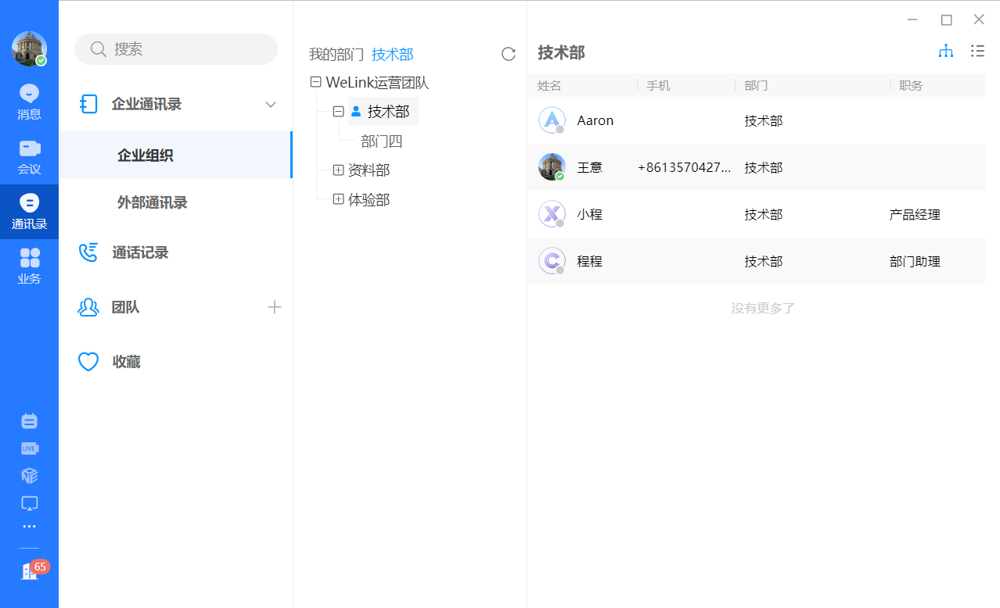 消息
会议
通讯录
业务
LIVE
65
搜索
企业通讯录
企业组织
外部通讯录
通话记录
团队
收藏
我的部门 技术部
WeLink运营团队
技术部
部门四
资料部
体验部
技术部
姓名 手机 部门 职务
Aaron 技术部
王意 +8613570427... 技术部
小程 技术部 产品经理
程程 技术部 部门助理
没有更多了